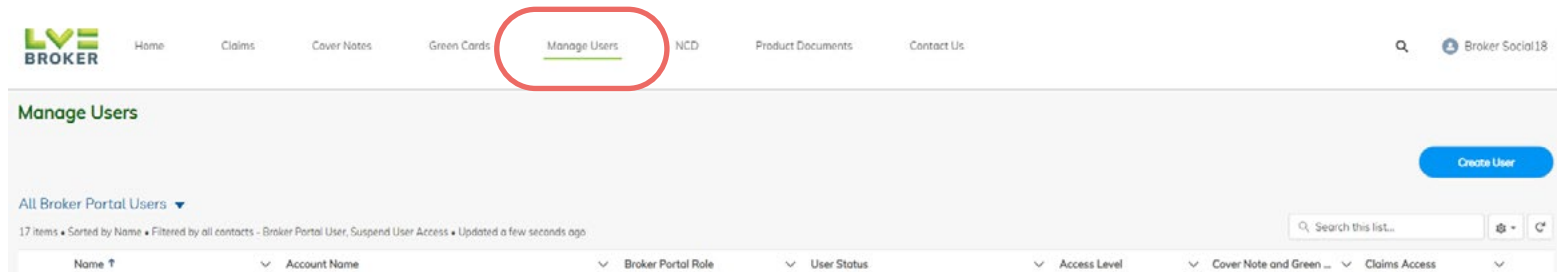 LV= BROKER
Home Claims Cover Notes Green Cards Manage Users NCD Product Documents Contact Us Broker Social18
Manage Users
Create User
All Broker Portal Users
17 items • Sorted by Name • Filtered by all contacts - Broker Portal User, Suspend User Access • Updated a few seconds ago
Search this list...
Name Account Name Broker Portal Role User Status Access Level Cover Note and Green ... Claims Access